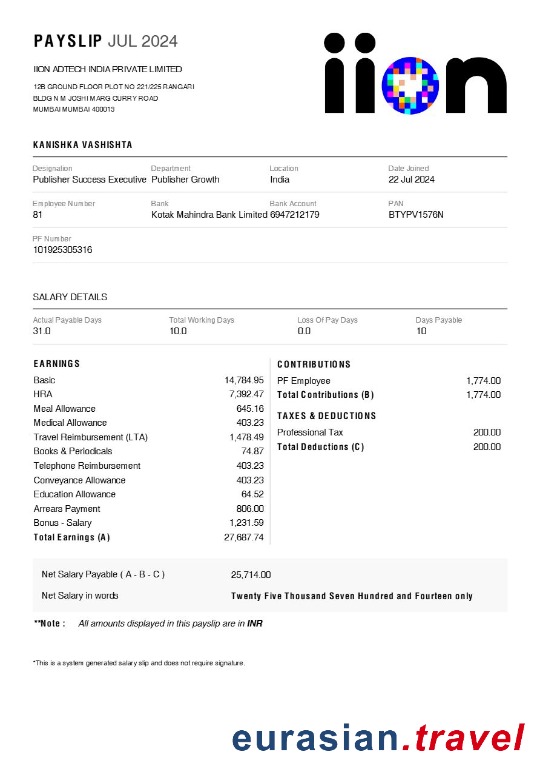 PAYSLIP JUL 2024
iion
IION ADTECH INDIA PRIVATE LIMITED
12B GROUND FLOOR PLOT NO 221/225 RANGARI
BLDG N M JOSHI MARG CURRY ROAD
MUMBAI MUMBAI 400013
KANISHKA VASHISHTA
Designation Department Location Date Joined
Publisher Success Executive Publisher Growth India 22 Jul 2024
Employee Number Bank Bank Account PAN
81 Kotak Mahindra Bank Limited 6947212179 BTYPV1576N
PF Number
101925305316
SALARY DETAILS
Actual Payable Days Total Working Days Loss Of Pay Days Days Payable
31.0 10.0 0.0 10
EARNINGS
Basic 14,784.95
HRA 7,392.47
Meal Allowance 645.16
Medical Allowance 403.23
Travel Reimbursement (LTA) 1,478.49
Books & Periodicals 74.87
Telephone Reimbursement 403.23
Conveyance Allowance 403.23
Education Allowance 64.52
Arrears Payment 806.00
Bonus - Salary 1,231.59
Total Earnings (A) 27,687.74
CONTRIBUTIONS
PF Employee 1,774.00
Total Contributions (B) 1,774.00
TAXES & DEDUCTIONS
Professional Tax 200.00
Total Deductions (C) 200.00
Net Salary Payable ( A - B - C ) 25,714.00
Net Salary in words Twenty Five Thousand Seven Hundred and Fourteen only
**Note : All amounts displayed in this payslip are in INR
*This is a system generated salary slip and does not require signature.
eurasian.travel